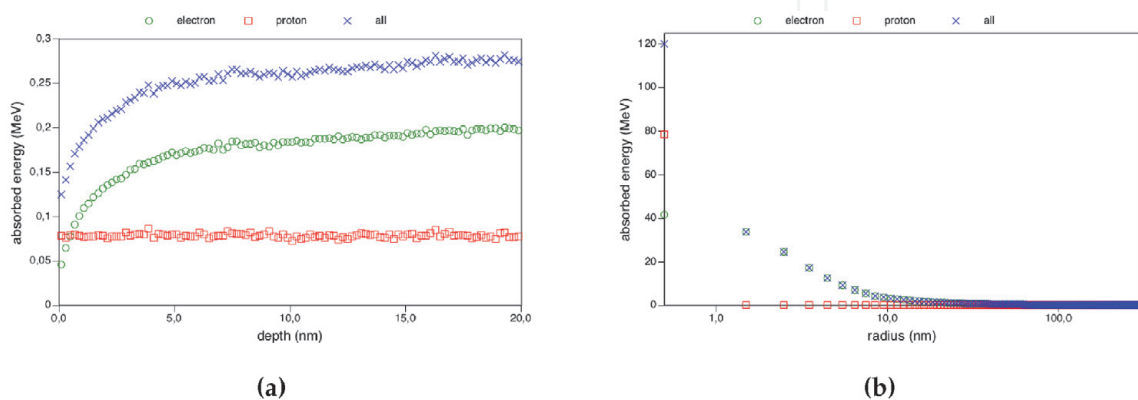 electron proton all
0,3
0,25
0,2
0,15
0,1
0,05
0
absorbed energy (MeV)
0,0 5,0 10,0 15,0 20,0
depth (nm)
(a)
electron proton all
120
100
80
60
40
20
0
absorbed energy (MeV)
1,0 10,0 100,0
radius (nm)
(b)